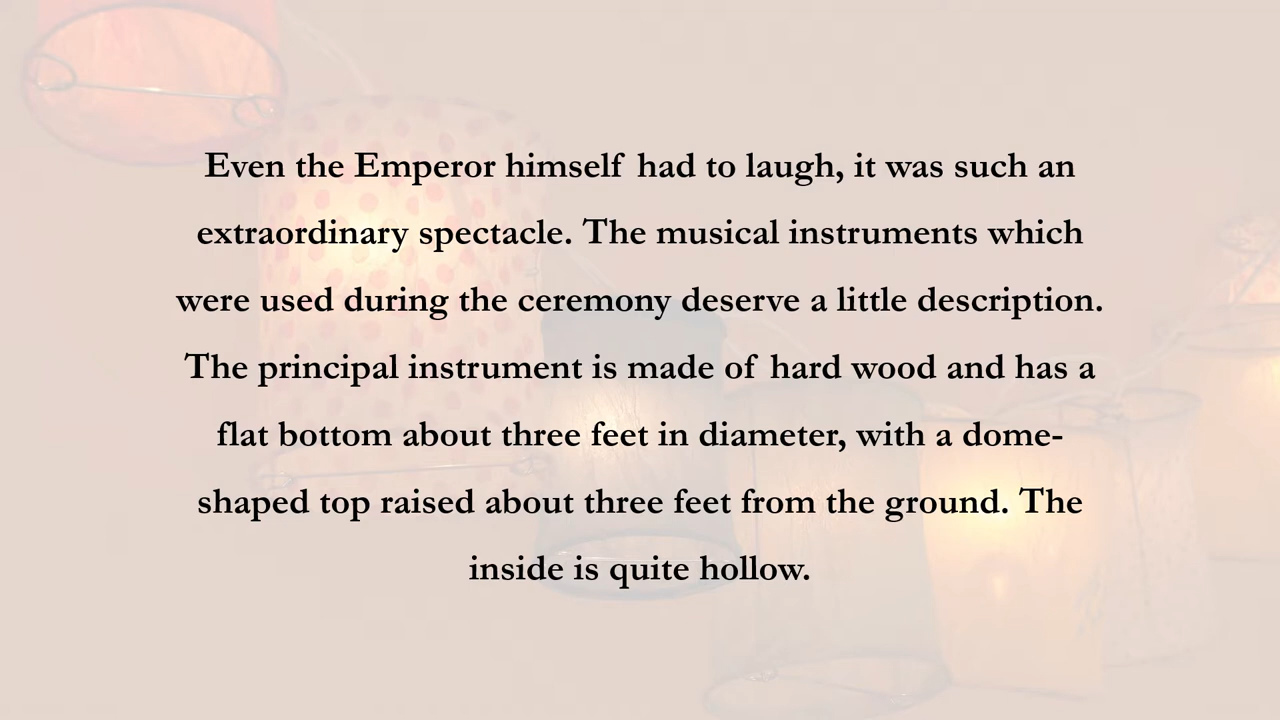 Even the Emperor himself had to laugh, it was such an
extraordinary spectacle. The musical instruments which
were used during the ceremony deserve a little description.
The principal instrument is made of hard wood and has a
flat bottom about three feet in diameter, with a dome-
shaped top raised about three feet from the ground. The
inside is quite hollow.